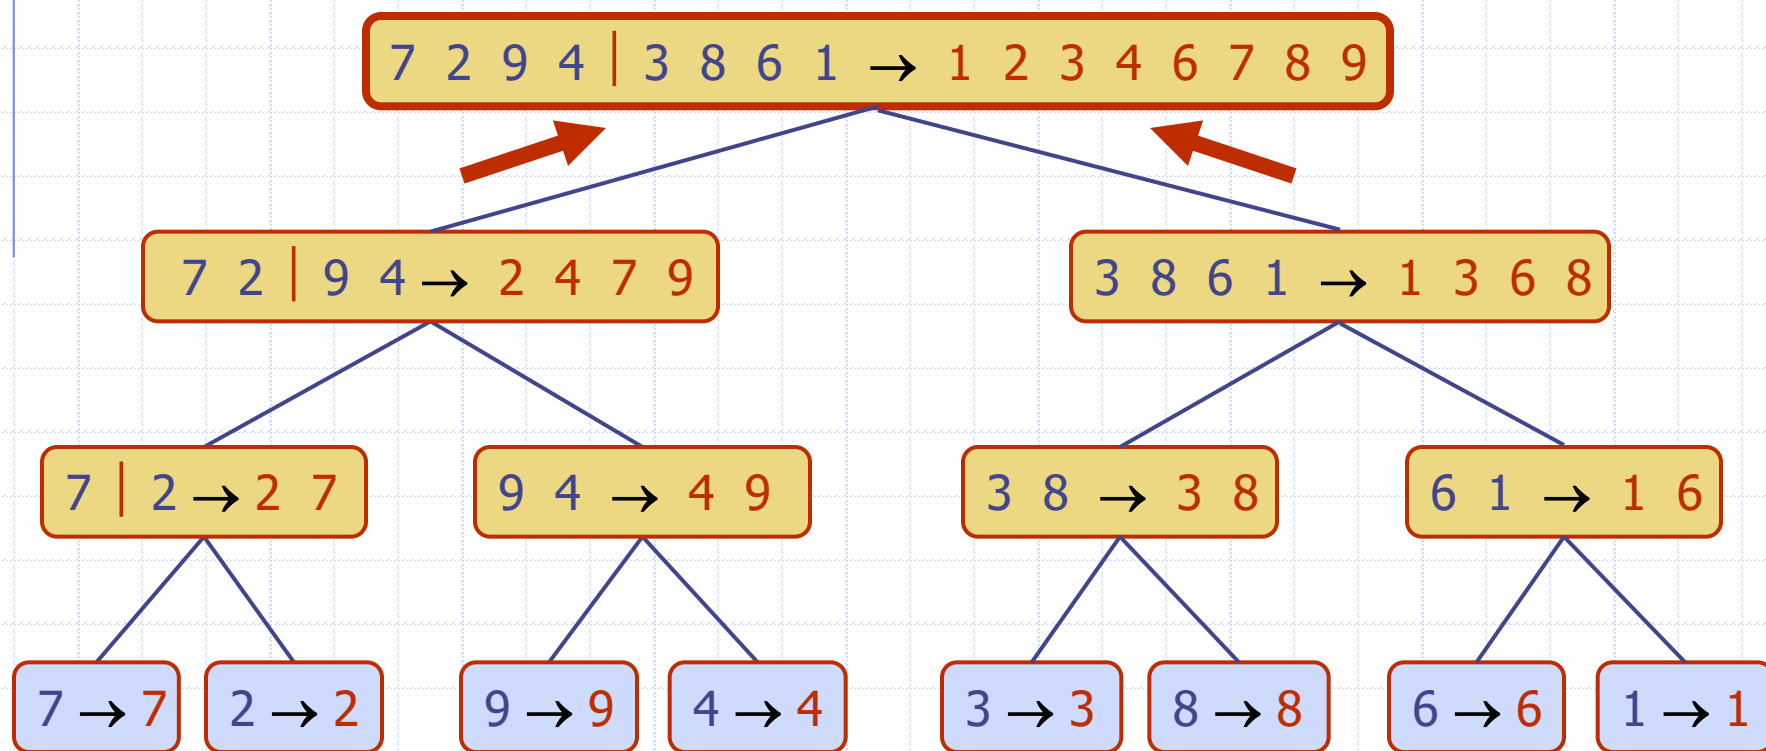 7 2 9 4 | 3 8 6 1 → 1 2 3 4 6 7 8 9
7 2 | 9 4 → 2 4 7 9
3 8 6 1 → 1 3 6 8
7 | 2 → 2 7
9 4 → 4 9
3 8 → 3 8
6 1 → 1 6
7 → 7
2 → 2
9 → 9
4 → 4
3 → 3
8 → 8
6 → 6
1 → 1